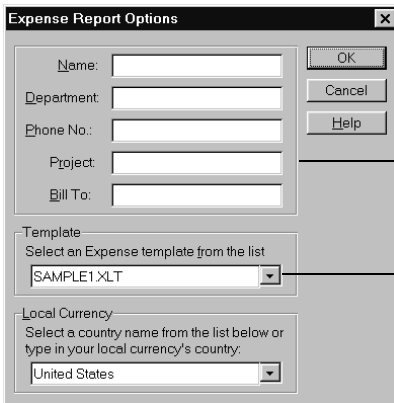 Expense Report Options
Name:
OK
Department:
Cancel
Phone No.:
Help
Project:
Bill To:
Template
Select an Expense template from the list
SAMPLE1.XLT
Local Currency
Select a country name from the list below or
type in your local currency's country:
United States